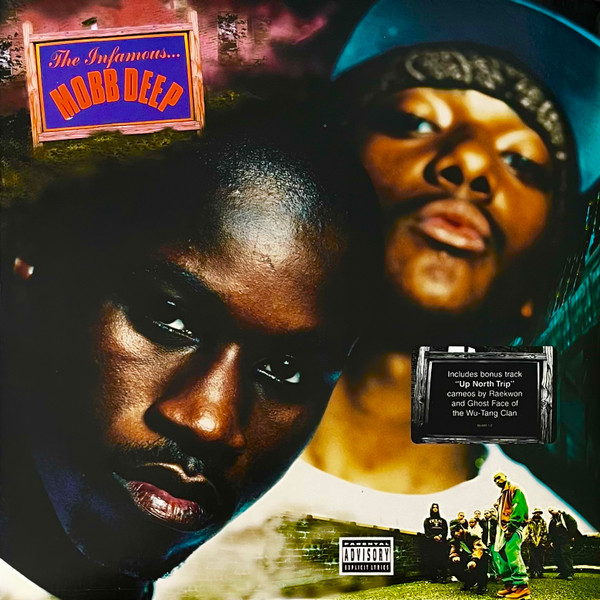 The Infamous...
MOBB DEEP
Includes bonus track
"Up North Trip"
cameos by Raekwon
and Ghost Face of
the Wu-Tang Clan
PARENTAL
ADVISORY
EXPLICIT LYRICS